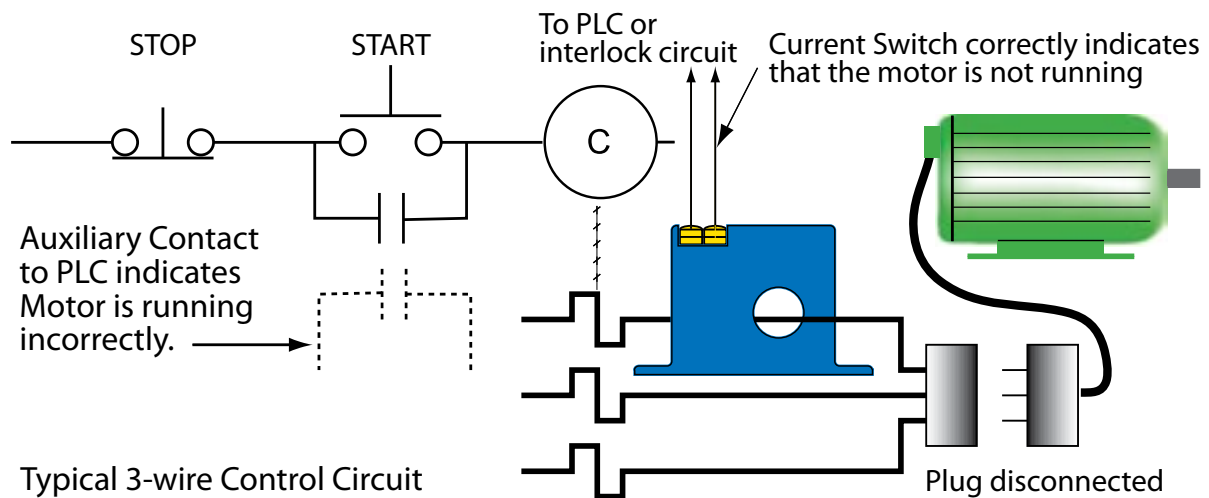 STOP
START
To PLC or
interlock circuit
Current Switch correctly indicates
that the motor is not running
C
Auxiliary Contact
to PLC indicates
Motor is running
incorrectly.
Typical 3-wire Control Circuit
Plug disconnected